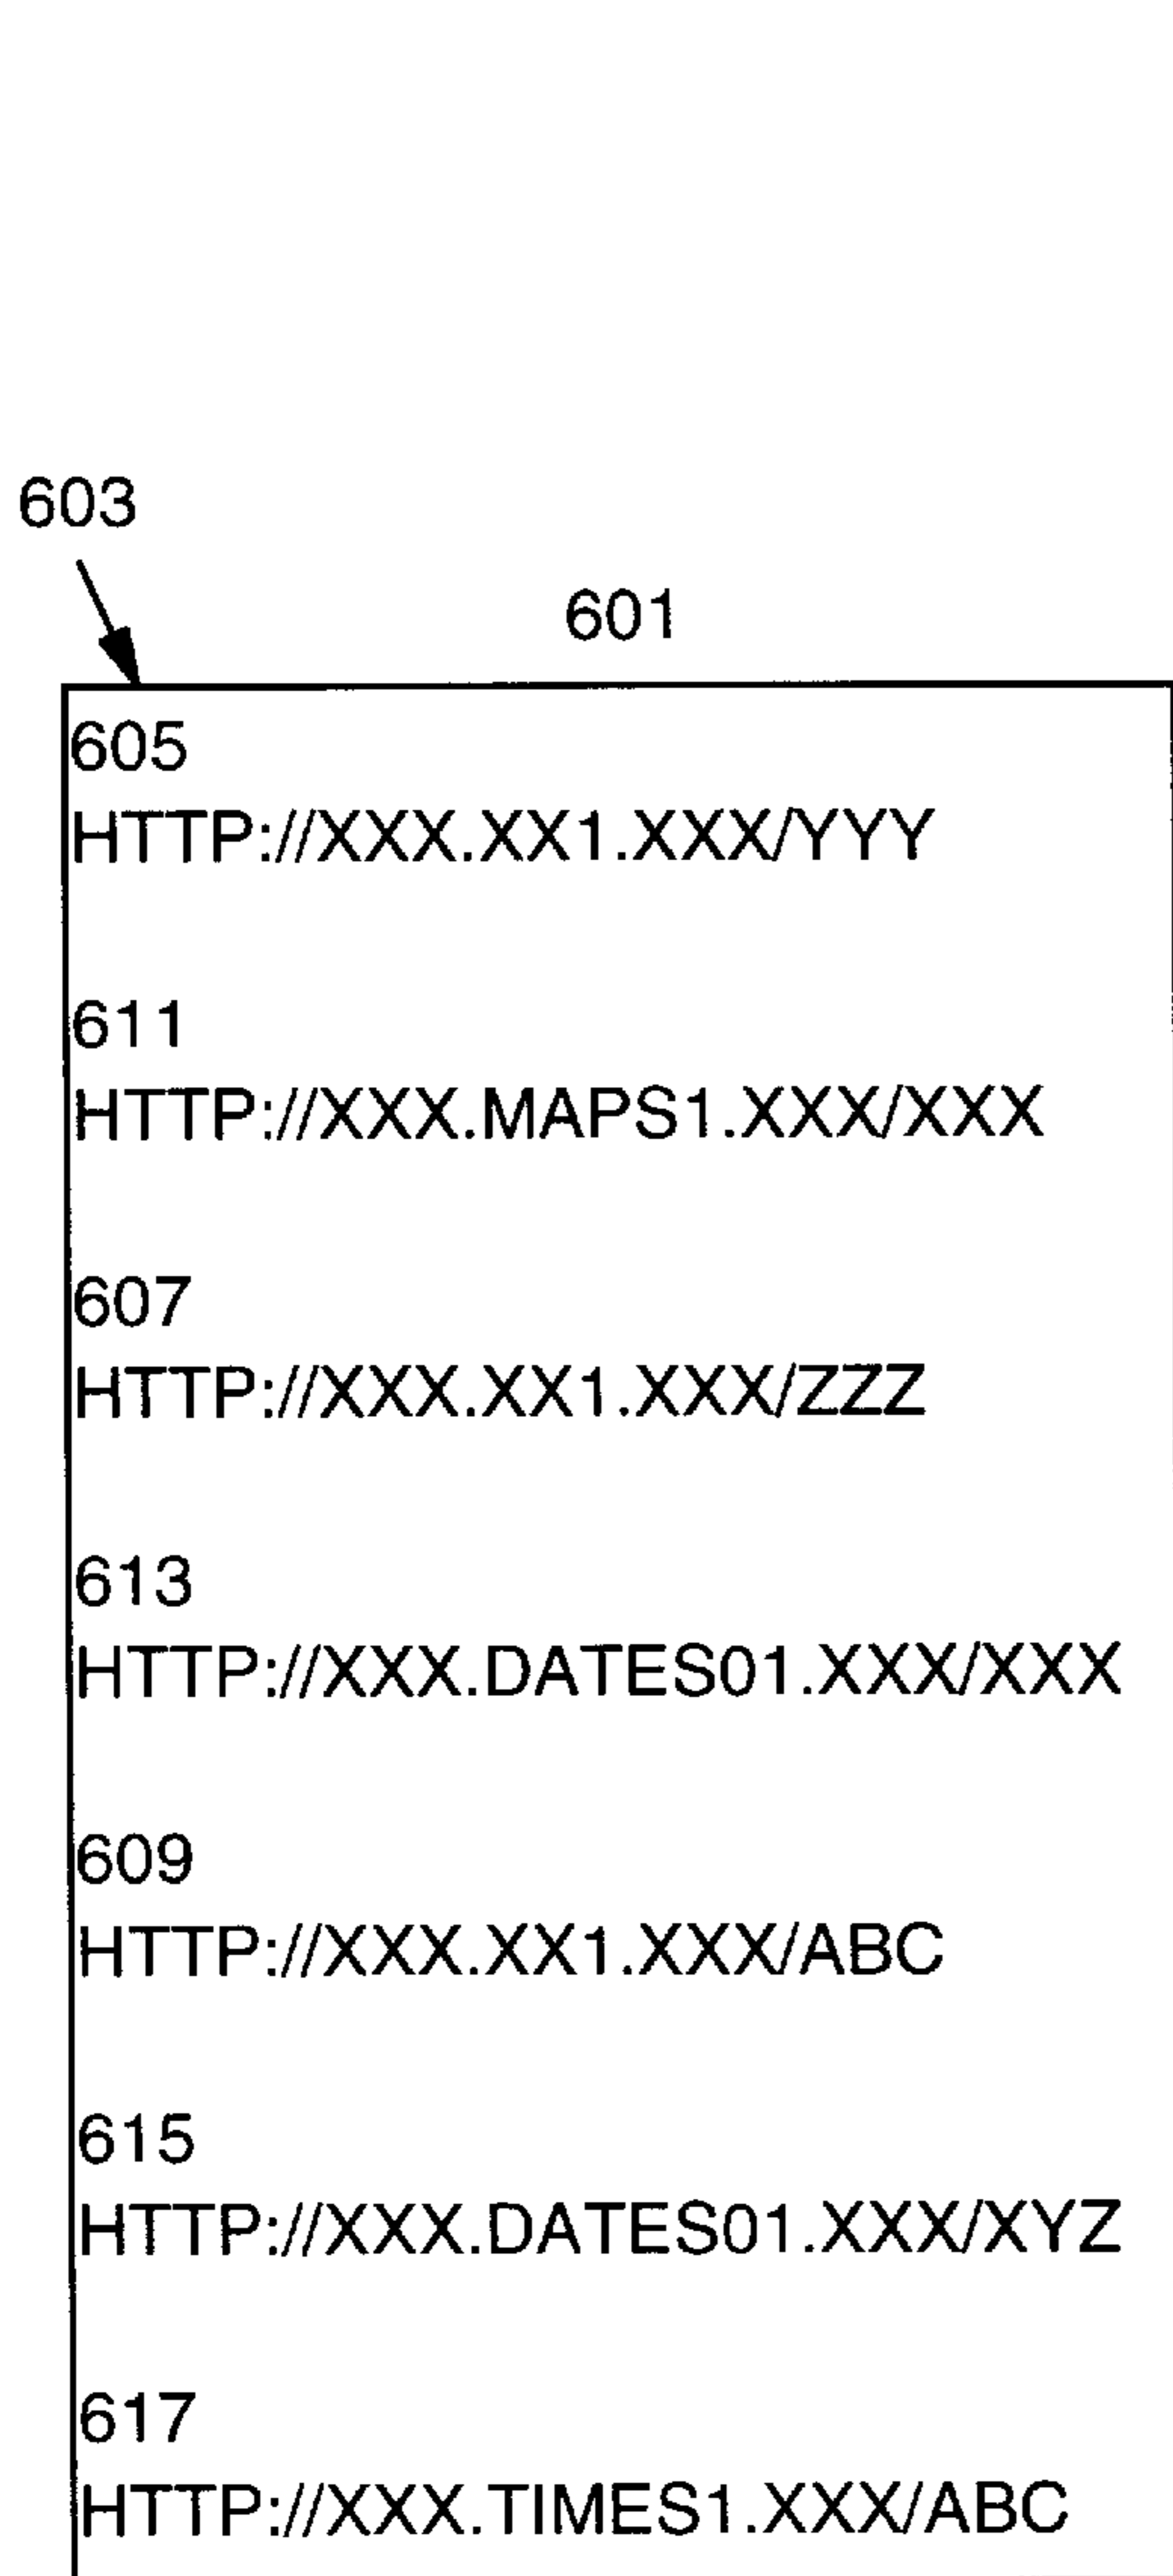 603
601
605
HTTP://XXX.XX1.XXX/YYY
611
HTTP://XXX.MAPS1.XXX/XXX
607
HTTP://XXX.XX1.XXX/ZZZ
613
HTTP://XXX.DATES01.XXX/XXX
609
HTTP://XXX.XX1.XXX/ABC
615
HTTP://XXX.DATES01.XXX/XYZ
617
HTTP://XXX.TIMES1.XXX/ABC